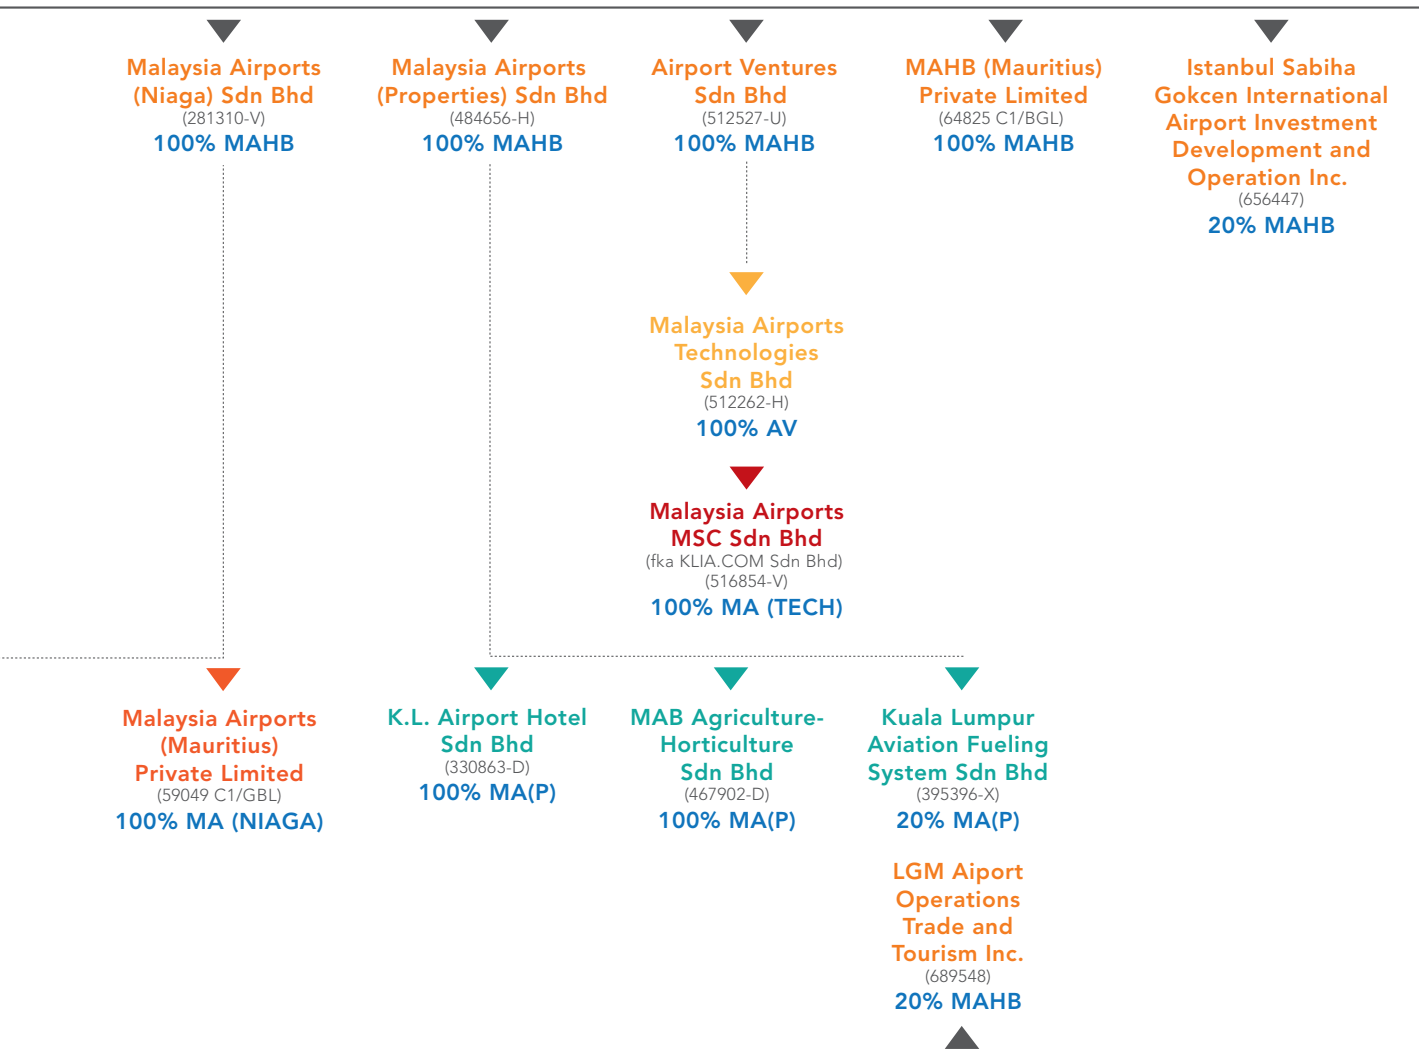 Malaysia Airports
(Niaga) Sdn Bhd
(281310-V)
100% MAHB
Malaysia Airports
(Properties) Sdn Bhd
(484656-H)
100% MAHB
Airport Ventures
Sdn Bhd
(512527-U)
100% MAHB
MAHB (Mauritius)
Private Limited
(64825 C1/BGL)
100% MAHB
Istanbul Sabiha
Gokcen International
Airport Investment
Development and
Operation Inc.
(656447)
20% MAHB
Malaysia Airports
Technologies
Sdn Bhd
(512262-H)
100% AV
Malaysia Airports
MSC Sdn Bhd
(fka KLIA.COM Sdn Bhd)
(516854-V)
100% MA (TECH)
Malaysia Airports
(Mauritius)
Private Limited
(59049 C1/GBL)
100% MA (NIAGA)
K.L. Airport Hotel
Sdn Bhd
(330863-D)
100% MA(P)
MAB Agriculture-
Horticulture
Sdn Bhd
(467902-D)
100% MA(P)
Kuala Lumpur
Aviation Fueling
System Sdn Bhd
(395396-X)
20% MA(P)
LGM Aiport
Operations
Trade and
Tourism Inc.
(689548)
20% MAHB